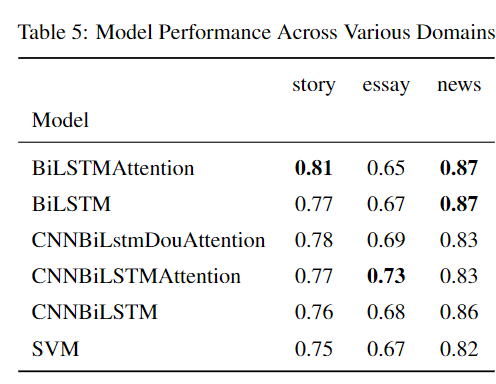 Table 5: Model Performance Across Various Domains
story essay news
Model
BiLSTMAttention 0.81 0.65 0.87
BiLSTM 0.77 0.67 0.87
CNNBiLstmDouAttention 0.78 0.69 0.83
CNNBiLSTMAttention 0.77 0.73 0.83
CNNBiLSTM 0.76 0.68 0.86
SVM 0.75 0.67 0.82